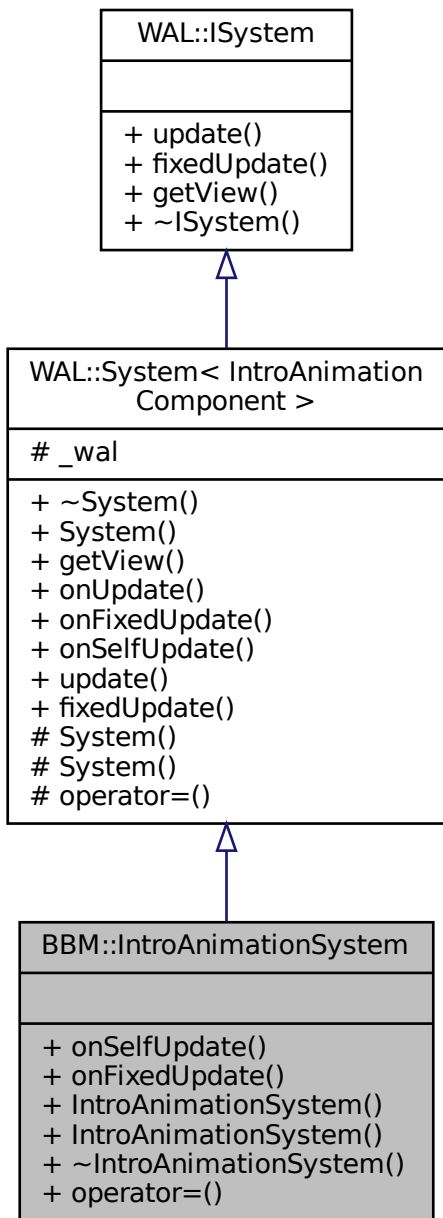 WAL::ISystem
+ update()
+ fixedUpdate()
+ getView()
+ ~ISystem()
WAL::System< IntroAnimation
Component >
# _wal
+ ~System()
+ System()
+ getView()
+ onUpdate()
+ onFixedUpdate()
+ onSelfUpdate()
+ update()
+ fixedUpdate()
# System()
# System()
# operator=()
BBM::IntroAnimationSystem
+ onSelfUpdate()
+ onFixedUpdate()
+ IntroAnimationSystem()
+ IntroAnimationSystem()
+ ~IntroAnimationSystem()
+ operator=()